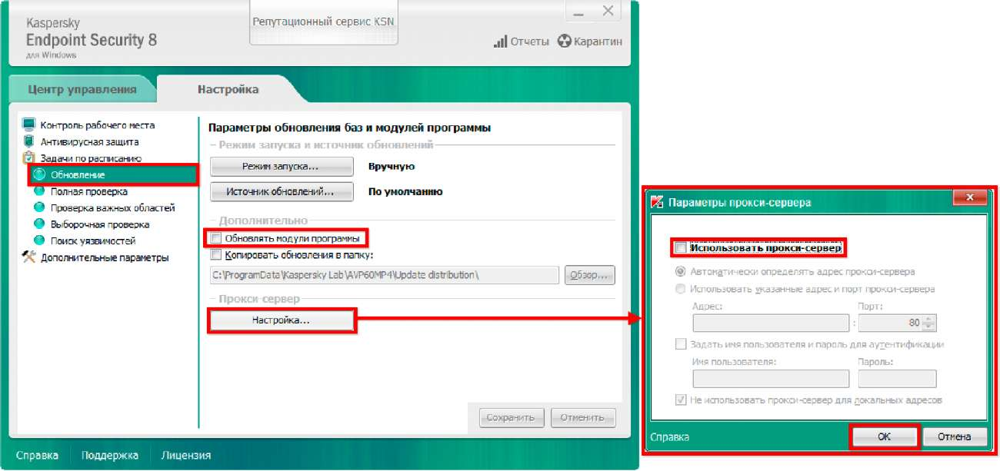 Kaspersky
Endpoint Security 8
для Windows
Репутационный сервис KSN
Отчеты
Карантин
Центр управления
Настройка
Контроль рабочего места
Антивирусная защита
Задачи по расписанию
Обновление
Полная проверка
Проверка важных областей
Выборочная проверка
Поиск уязвимостей
Дополнительные параметры
Параметры обновления баз и модулей программы
Режим запуска и источник обновлений
Режим запуска... Вручную
Источник обновлений... По умолчанию
Дополнительно
Обновлять модули программы
Копировать обновления в папку:
C:\ProgramData\Kaspersky Lab\AVP60MP4\Update distribution\ Обзор...
Прокси-сервер
Настройка...
Сохранить Отменить
Справка Поддержка Лицензия
Параметры прокси-сервера
Использовать прокси-сервер
Автоматически определять адрес прокси-сервера
Использовать указанные адрес и порт прокси-сервера
Адрес: Порт:
: 80
Задать имя пользователя и пароль для аутентификации
Имя пользователя: Пароль:
Не использовать прокси-сервер для локальных адресов
Справка ОК Отмена